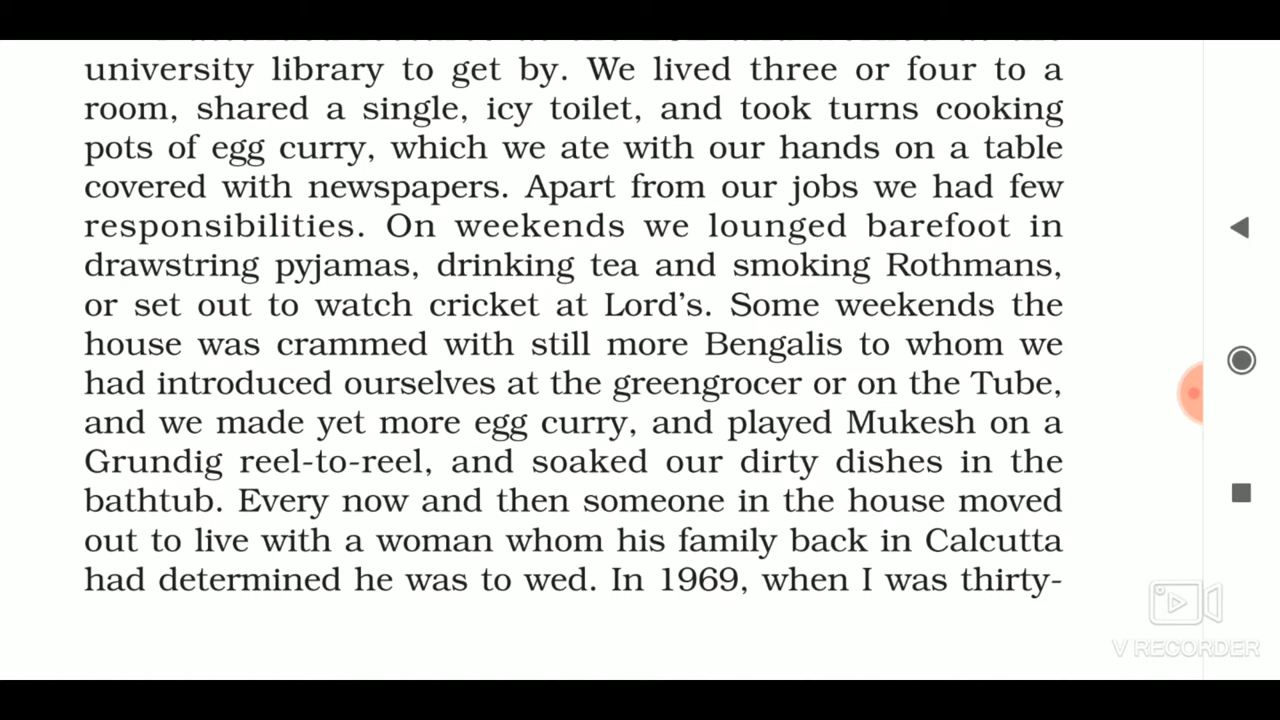 university library to get by. We lived three or four to a
room, shared a single, icy toilet, and took turns cooking
pots of egg curry, which we ate with our hands on a table
covered with newspapers. Apart from our jobs we had few
responsibilities. On weekends we lounged barefoot in
drawstring pyjamas, drinking tea and smoking Rothmans,
or set out to watch cricket at Lord's. Some weekends the
house was crammed with still more Bengalis to whom we
had introduced ourselves at the greengrocer or on the Tube,
and we made yet more egg curry, and played Mukesh on a
Grundig reel-to-reel, and soaked our dirty dishes in the
bathtub. Every now and then someone in the house moved
out to live with a woman whom his family back in Calcutta
had determined he was to wed. In 1969, when I was thirty-
V RECORDER